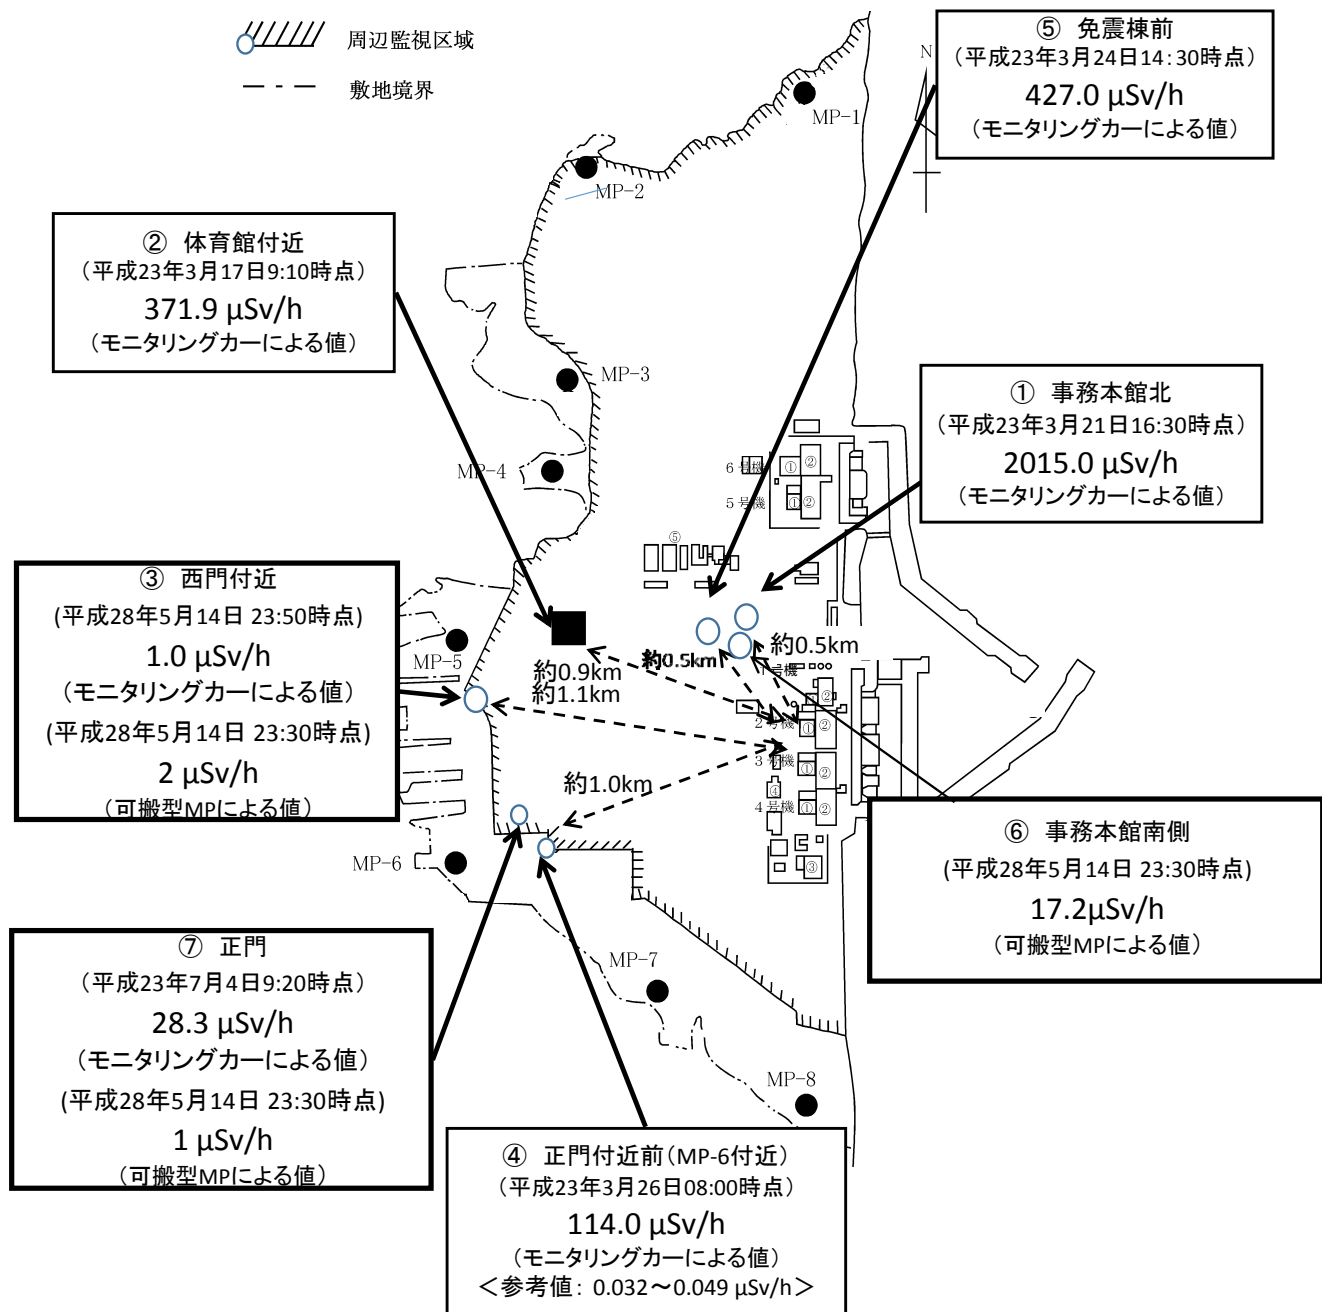 周辺監視区域
敷地境界
⑤ 免震棟前
(平成23年3月24日14:30時点)
427.0 μSv/h
(モニタリングカーによる値)
N
MP-1
MP-2
② 体育館付近
(平成23年3月17日9:10時点)
371.9 μSv/h
(モニタリングカーによる値)
MP-3
① 事務本館北
(平成23年3月21日16:30時点)
2015.0 μSv/h
(モニタリングカーによる値)
MP-4
6号機
① ②
5号機
① ②
⑤
③ 西門付近
(平成28年5月14日 23:50時点)
1.0 μSv/h
(モニタリングカーによる値)
(平成28年5月14日 23:30時点)
2 μSv/h
(可搬型MPによる値)
MP-5
約0.9km
約1.1km
約0.5km
約0.5km
1号機
②
2号機
① ②
3号機
① ②
④
4号機
① ②
③
約1.0km
MP-6
⑥ 事務本館南側
(平成28年5月14日 23:30時点)
17.2μSv/h
(可搬型MPによる値)
⑦ 正門
(平成23年7月4日9:20時点)
28.3 μSv/h
(モニタリングカーによる値)
(平成28年5月14日 23:30時点)
1 μSv/h
(可搬型MPによる値)
MP-7
MP-8
④ 正門付近前(MP-6付近)
(平成23年3月26日08:00時点)
114.0 μSv/h
(モニタリングカーによる値)
<参考値: 0.032～0.049 μSv/h>